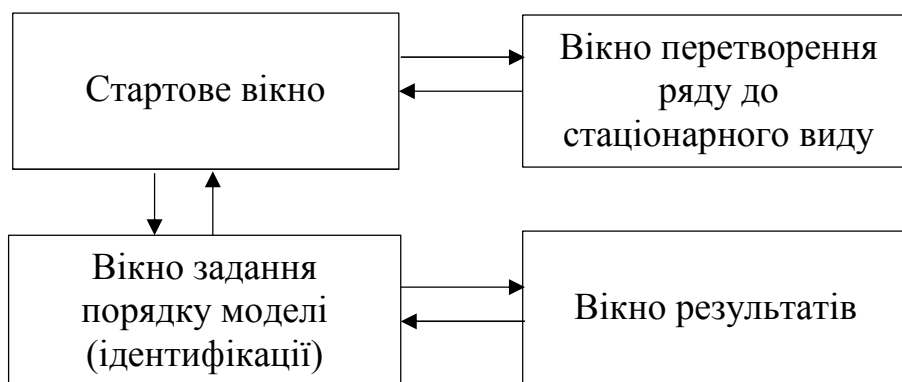 Стартове вікно
Вікно перетворення
ряду до
стаціонарного виду
Вікно задання
порядку моделі
(ідентифікації)
Вікно результатів